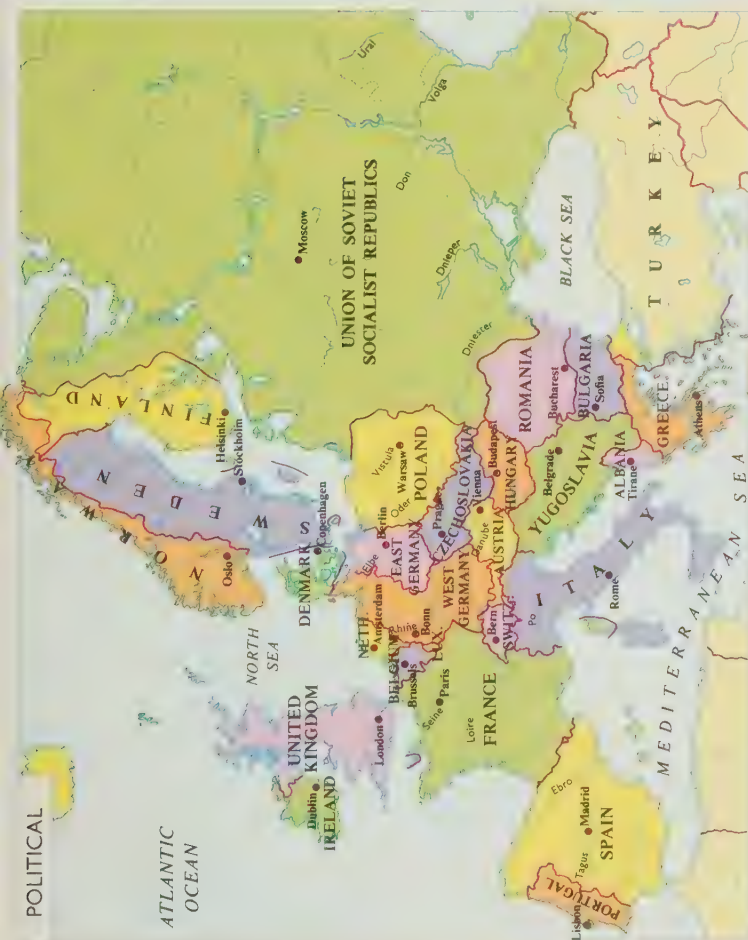 POLITICAL
ATLANTIC
OCEAN
NORTH
SEA
NORWAY
Oslo
SWEDEN
Stockholm
FINLAND
Helsinki
DENMARK
Copenhagen
UNITED
KINGDOM
London
Dublin
IRELAND
NETH
Amsterdam
BELGIUM
Brussels
LUX
Rhine
Bonn
WEST
GERMANY
Elbe
Berlin
EAST
GERMANY
Vistula
Warsaw
POLAND
Oder
Prague
CZECHOSLOVAKIA
Vienna
Danube
AUSTRIA
Budapest
HUNGARY
Bern
SWITZ
Seine
Paris
Loire
FRANCE
Ebro
Madrid
Tagus
SPAIN
PORTUGAL
Lisbon
Po
ITALY
Rome
YUGOSLAVIA
Belgrade
ALBANIA
Tirane
ROMANIA
Bucharest
BULGARIA
Sofia
GREECE
Athens
UNION OF SOVIET
SOCIALIST REPUBLICS
Moscow
Ural
Volga
Don
Dnieper
Dniester
BLACK SEA
TURKEY
MEDITERRANEAN SEA